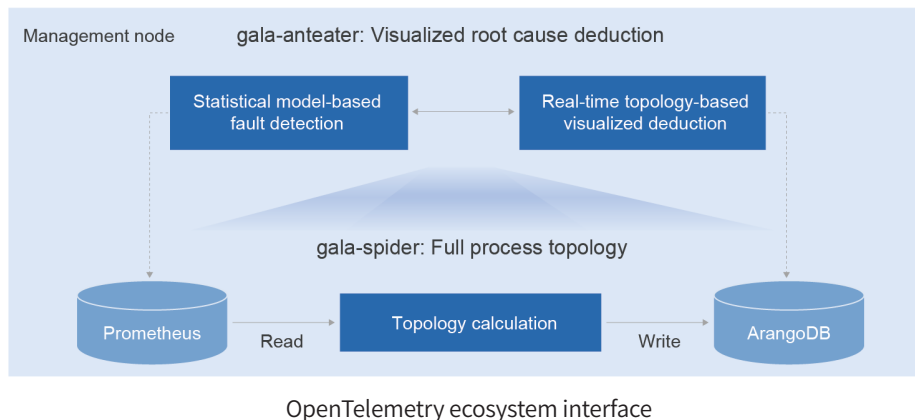 Management node
gala-anteater: Visualized root cause deduction
Statistical model-based
fault detection
Real-time topology-based
visualized deduction
gala-spider: Full process topology
Prometheus
Read
Topology calculation
Write
ArangoDB
OpenTelemetry ecosystem interface